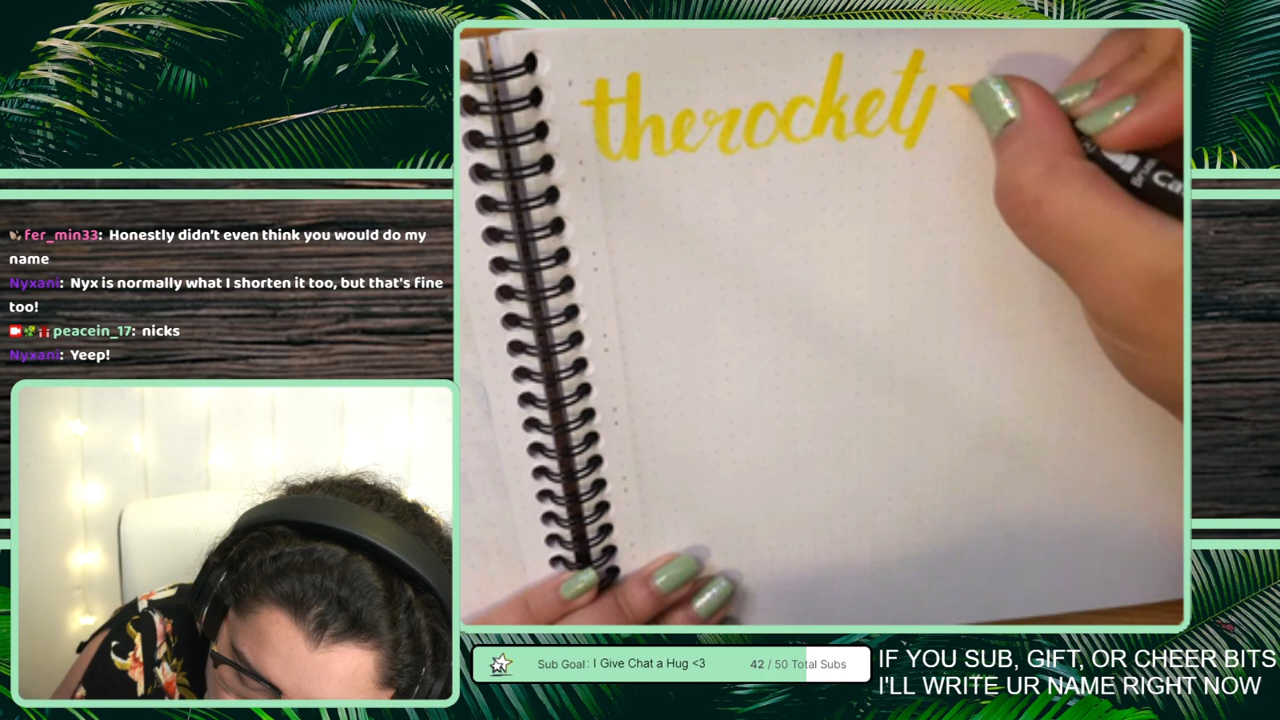 therockety
fer_min33: Honestly didn't even think you would do my
name
Nyxani: Nyx is normally what I shorten it too, but that's fine
too!
peacein_17: nicks
Nyxani: Yeep!
Sub Goal: I Give Chat a Hug <3 42 / 50 Total Subs
IF YOU SUB, GIFT, OR CHEER BITS
I'LL WRITE UR NAME RIGHT NOW